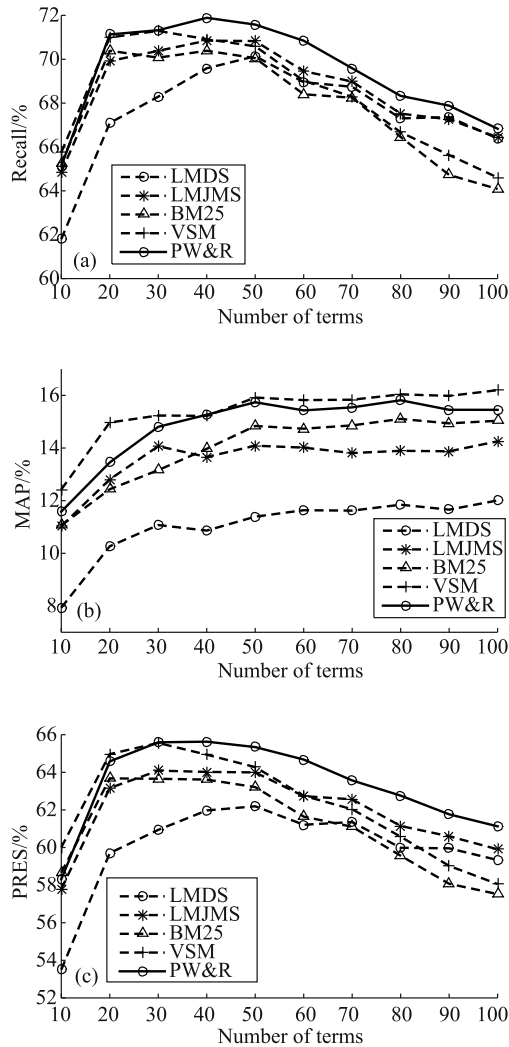 72
70
68
66
64
62
60
Recall/%
(a)
LMDS
LMJMS
BM25
VSM
PW&R
10 20 30 40 50 60 70 80 90 100
Number of terms
16
14
12
10
8
MAP/%
(b)
LMDS
LMJMS
BM25
VSM
PW&R
10 20 30 40 50 60 70 80 90 100
Number of terms
66
64
62
60
58
56
54
52
PRES/%
(c)
LMDS
LMJMS
BM25
VSM
PW&R
10 20 30 40 50 60 70 80 90 100
Number of terms